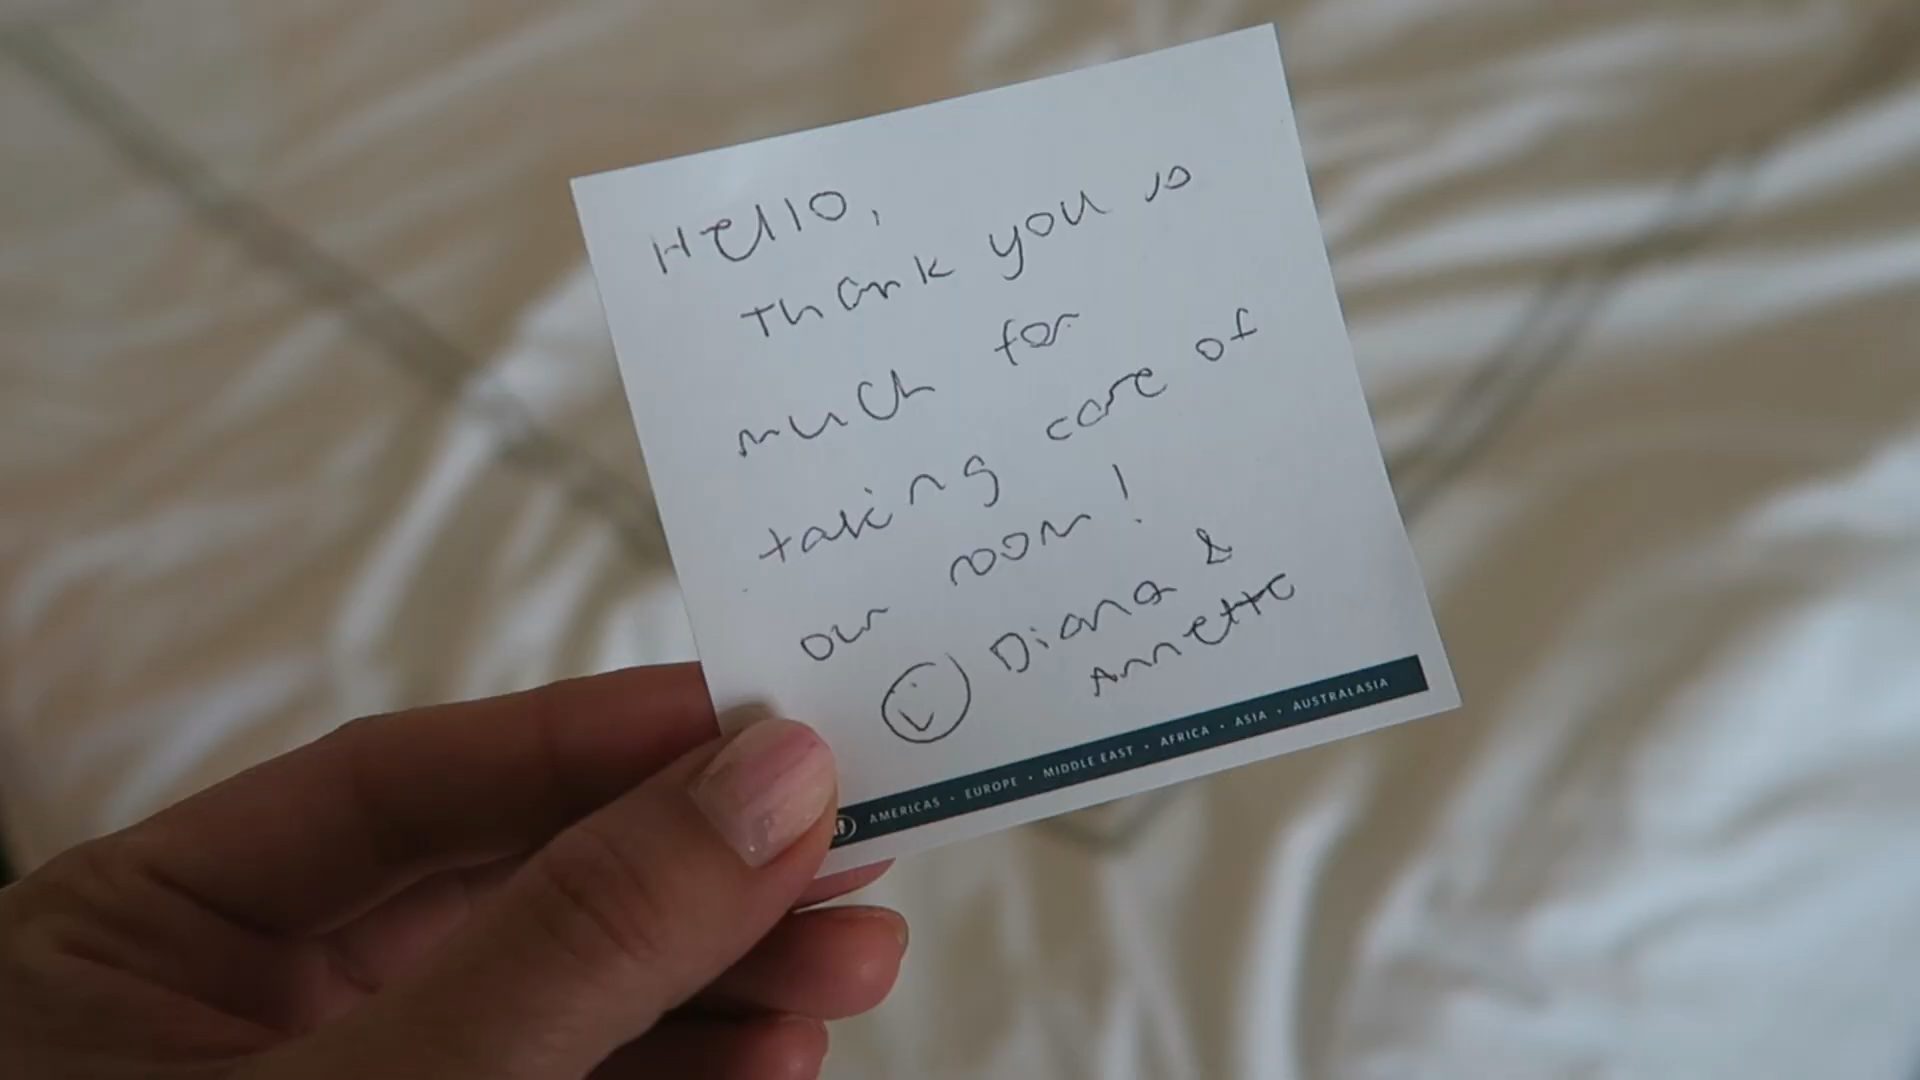 Hello,
Thank you so
much for
taking care of
our room!
Diana &
Annette
AMERICAS • EUROPE • MIDDLE EAST • AFRICA • ASIA • AUSTRALASIA